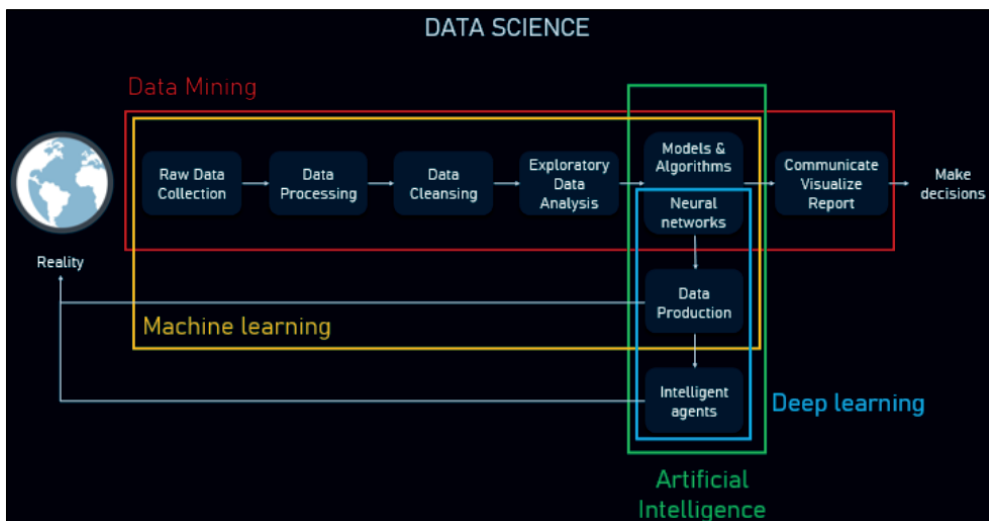 DATA SCIENCE
Data Mining
Raw Data
Collection
Data
Processing
Data
Cleansing
Exploratory
Data
Analysis
Models &
Algorithms
Neural
networks
Communicate
Visualize
Report
Make
decisions
Reality
Data
Production
Machine learning
Intelligent
agents
Deep learning
Artificial
Intelligence